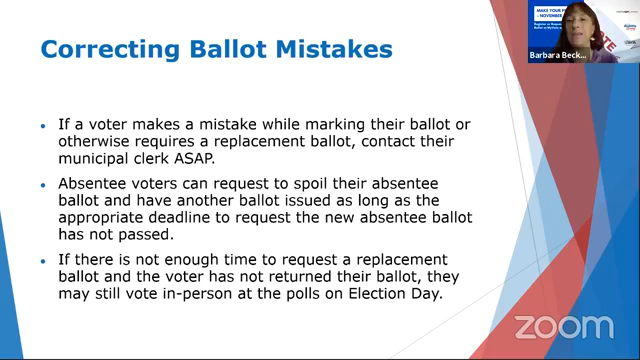 Correcting Ballot Mistakes
If a voter makes a mistake while marking their ballot or
otherwise requires a replacement ballot, contact their
municipal clerk ASAP.
Absentee voters can request to spoil their absentee
ballot and have another ballot issued as long as the
appropriate deadline to request the new absentee ballot
has not passed.
If there is not enough time to request a replacement
ballot and the voter has not returned their ballot, they
may still vote in-person at the polls on Election Day.
MAKE YOUR
NOVEMBER
Barbara Beck...
zoom